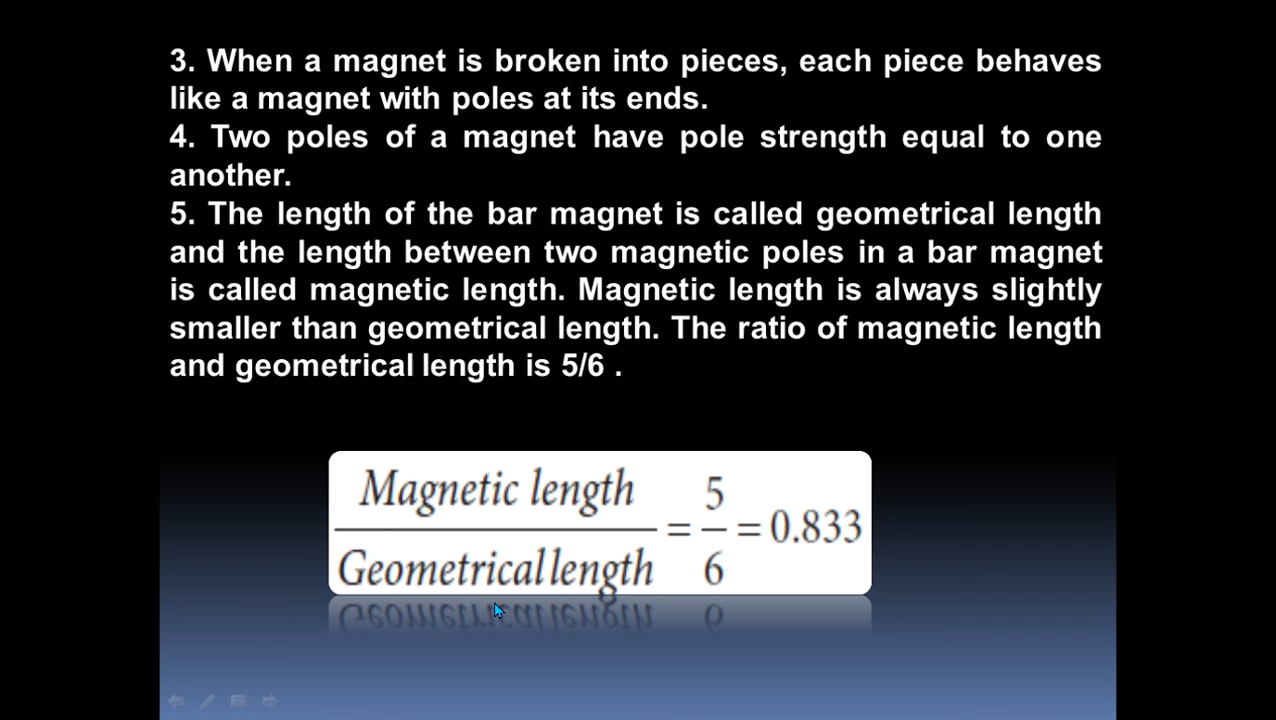 3. When a magnet is broken into pieces, each piece behaves
like a magnet with poles at its ends.
4. Two poles of a magnet have pole strength equal to one
another.
5. The length of the bar magnet is called geometrical length
and the length between two magnetic poles in a bar magnet
is called magnetic length. Magnetic length is always slightly
smaller than geometrical length. The ratio of magnetic length
and geometrical length is 5/6 .
Magnetic length / Geometrical length = 5/6 = 0.833